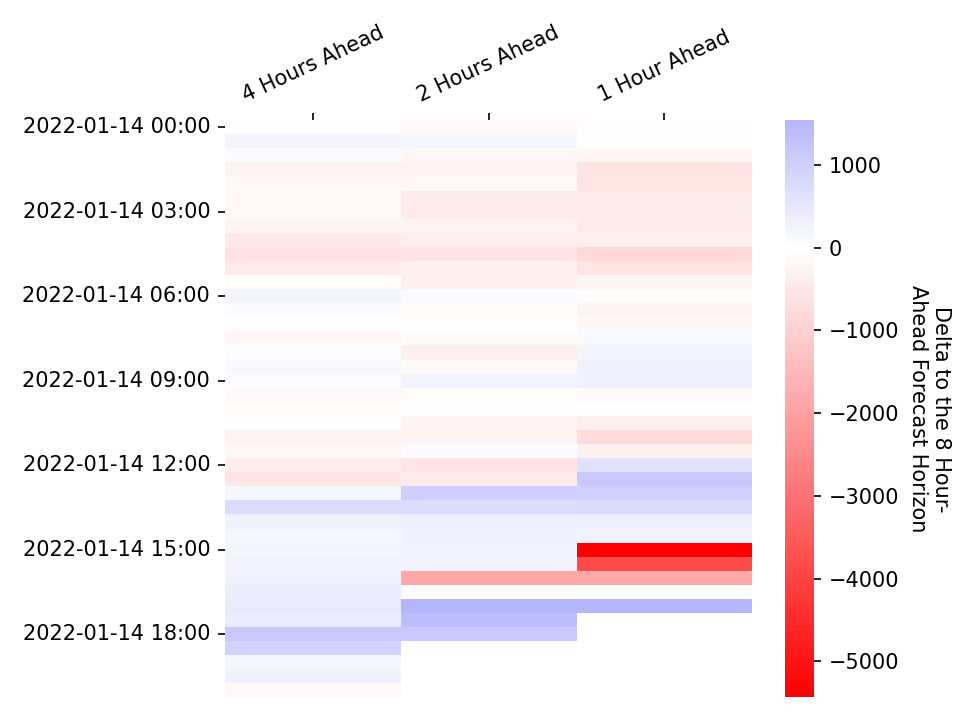 4 Hours Ahead
2 Hours Ahead
1 Hour Ahead
2022-01-14 00:00
2022-01-14 03:00
2022-01-14 06:00
2022-01-14 09:00
2022-01-14 12:00
2022-01-14 15:00
2022-01-14 18:00
1000
0
−1000
−2000
−3000
−4000
−5000
Delta to the 8 Hour-
Ahead Forecast Horizon